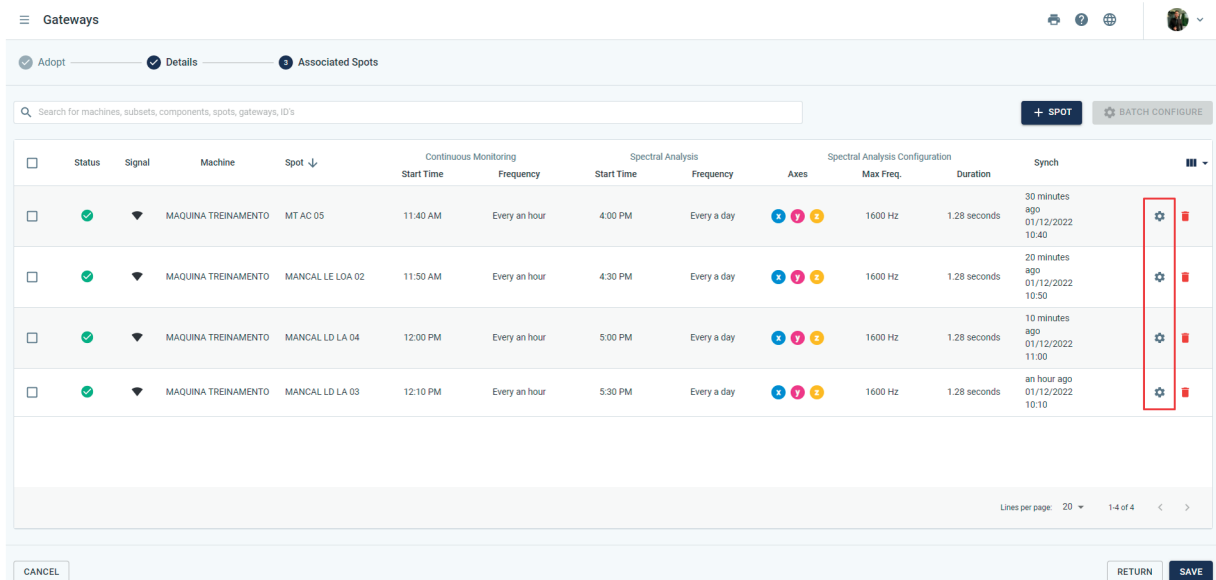 Gateways
Adopt
Details
3 Associated Spots
Search for machines, subsets, components, spots, gateways, ID's
+ SPOT
BATCH CONFIGURE
Continuous Monitoring Spectral Analysis Spectral Analysis Configuration
Status Signal Machine Spot Start Time Frequency Start Time Frequency Axes Max Freq. Duration Synch
MAQUINA TREINAMENTO MT AC 05 11:40 AM Every an hour 4:00 PM Every a day x y z 1600 Hz 1.28 seconds
30 minutes
ago
01/12/2022
10:40
MAQUINA TREINAMENTO MANCAL LE LOA 02 11:50 AM Every an hour 4:30 PM Every a day x y z 1600 Hz 1.28 seconds
20 minutes
ago
01/12/2022
10:50
MAQUINA TREINAMENTO MANCAL LD LA 04 12:00 PM Every an hour 5:00 PM Every a day x y z 1600 Hz 1.28 seconds
10 minutes
ago
01/12/2022
11:00
MAQUINA TREINAMENTO MANCAL LD LA 03 12:10 PM Every an hour 5:30 PM Every a day x y z 1600 Hz 1.28 seconds
an hour ago
01/12/2022
10:10
Lines per page: 20 1-4 of 4
CANCEL
RETURN
SAVE